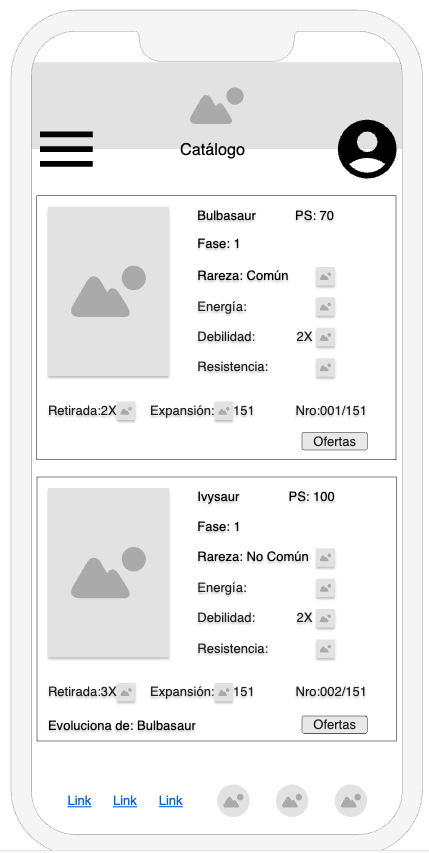 Catálogo
Bulbasaur PS: 70
Fase: 1
Rareza: Común
Energía:
Debilidad: 2X
Resistencia:
Retirada:2X Expansión: 151 Nro:001/151
Ofertas
Ivysaur PS: 100
Fase: 1
Rareza: No Común
Energía:
Debilidad: 2X
Resistencia:
Retirada:3X Expansión: 151 Nro:002/151
Evoluciona de: Bulbasaur Ofertas
Link Link Link